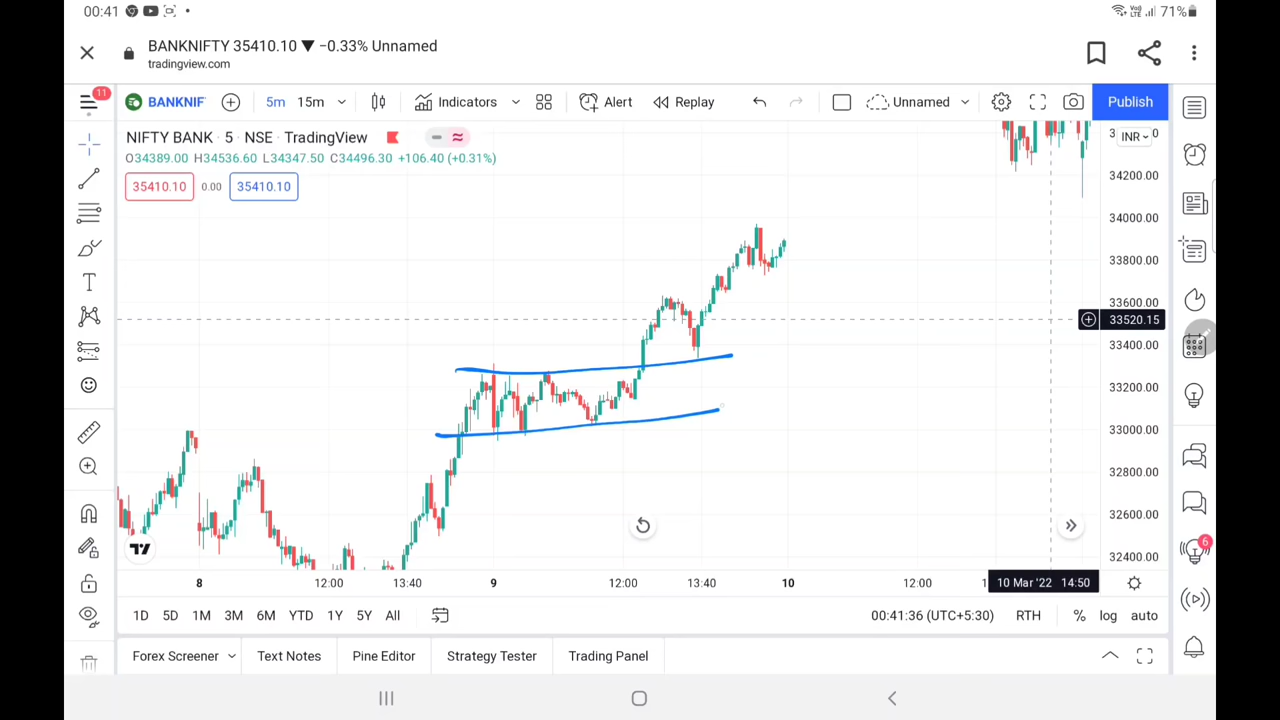 00:41
71%
BANKNIFTY 35410.10 ▼ −0.33% Unnamed
tradingview.com
11
BANKNIF
5m 15m
Indicators
Alert
Replay
Unnamed
Publish
NIFTY BANK · 5 · NSE · TradingView
O34389.00 H34536.60 L34347.50 C34496.30 +106.40 (+0.31%)
35410.10 0.00 35410.10
INR
34200.00
34000.00
33800.00
33600.00
33520.15
33400.00
33200.00
33000.00
32800.00
32600.00
32400.00
6
8 12:00 13:40 9 12:00 13:40 10 12:00 10 Mar '22 14:50
1D 5D 1M 3M 6M YTD 1Y 5Y All
00:41:36 (UTC+5:30) RTH % log auto
Forex Screener Text Notes Pine Editor Strategy Tester Trading Panel